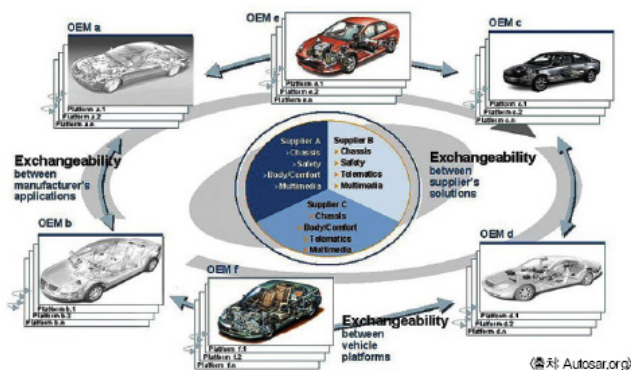 OEM e
OEM a
OEM c
Platform e.1
Platform e.2
Platform e.n
Platform a.1
Platform a.2
Platform a.n
Platform c.1
Platform c.2
Platform c.n
Supplier A
>Chassis
>Safety
>Body/Comfort
>Multimedia
Supplier B
> Chassis
> Safety
> Telematics
> Multimedia
Supplier C
> Chassis
>Body/Comfort
>Telematics
>Multimedia
Exchangeability
between
manufacturer's
applications
Exchangeability
between
supplier's
solutions
OEM b
OEM f
OEM d
Platform b.1
Platform b.2
Platform b.n
Platform f.1
Platform f.2
Platform f.n
Platform d.1
Platform d.2
Platform d.n
Exchangeability
between
vehicle
platforms
(출처: Autosar.org)